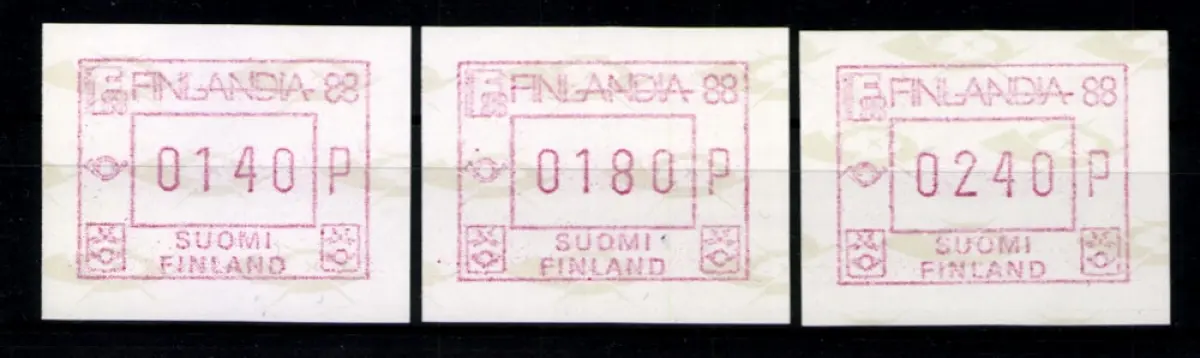 FINLANDIA 88
0140 P
SUOMI
FINLAND
FINLANDIA 88
0180 P
SUOMI
FINLAND
FINLANDIA 88
0240 P
SUOMI
FINLAND